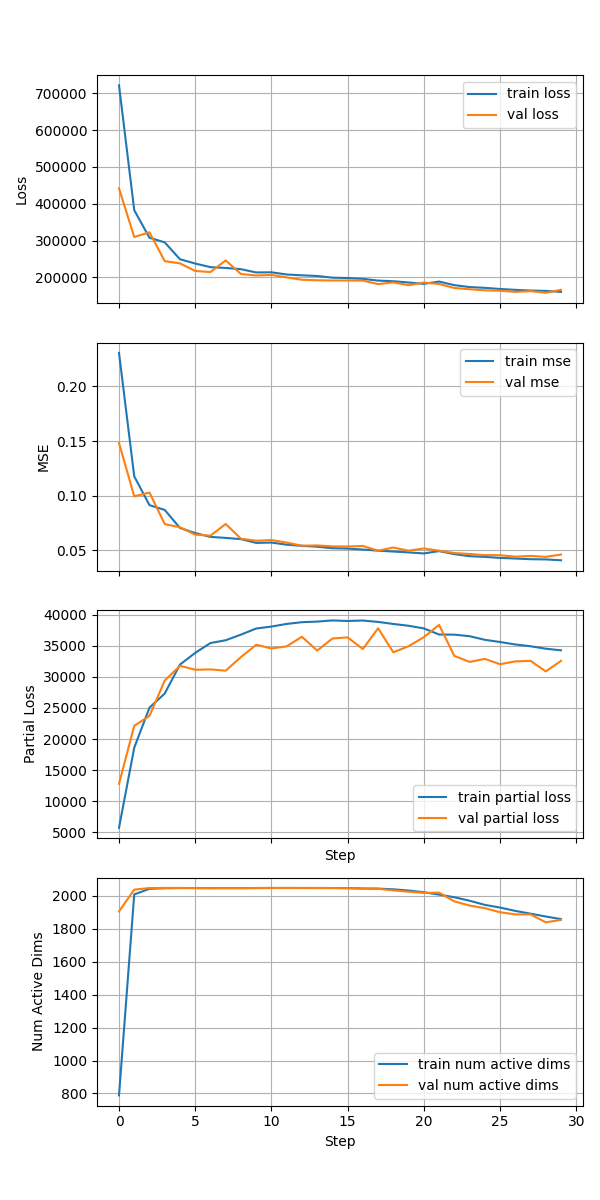 700000
600000
500000
400000
300000
200000
Loss
train loss
val loss
0.20
0.15
0.10
0.05
MSE
train mse
val mse
40000
35000
30000
25000
20000
15000
10000
5000
Partial Loss
train partial loss
val partial loss
Step
2000
1800
1600
1400
1200
1000
800
Num Active Dims
train num active dims
val num active dims
0 5 10 15 20 25 30
Step